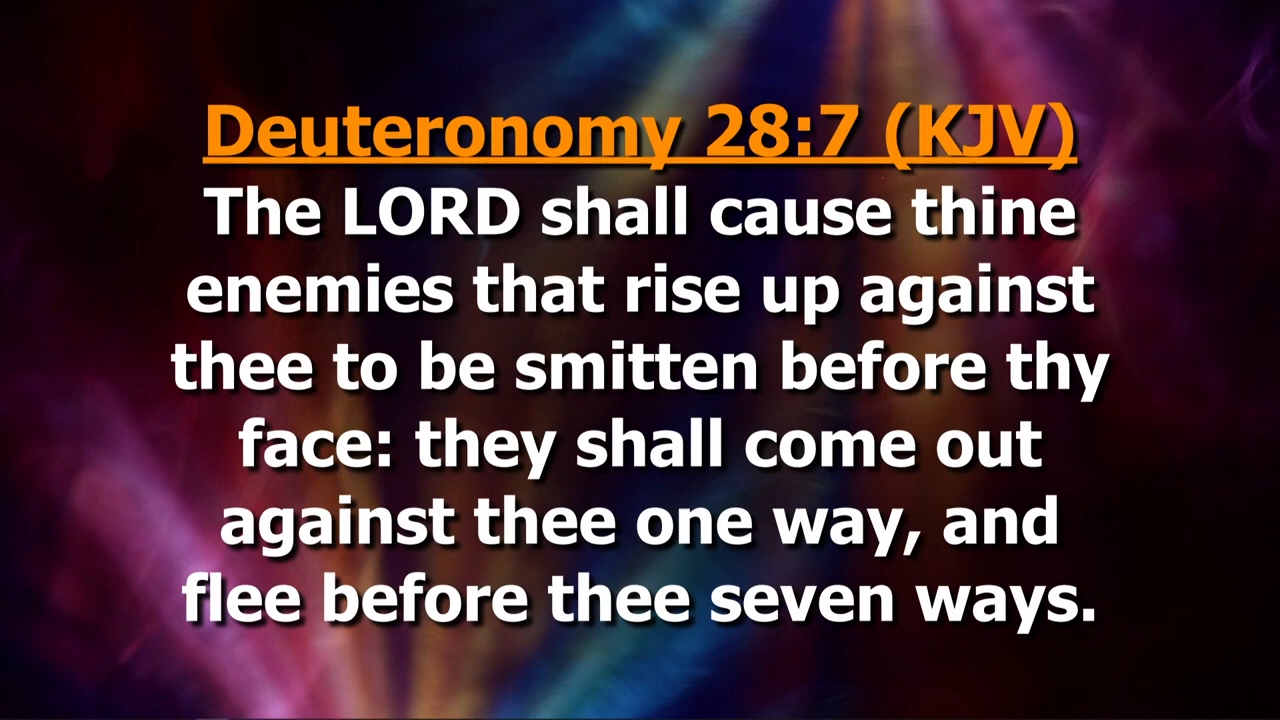 Deuteronomy 28:7 (KJV)
The LORD shall cause thine
enemies that rise up against
thee to be smitten before thy
face: they shall come out
against thee one way, and
flee before thee seven ways.